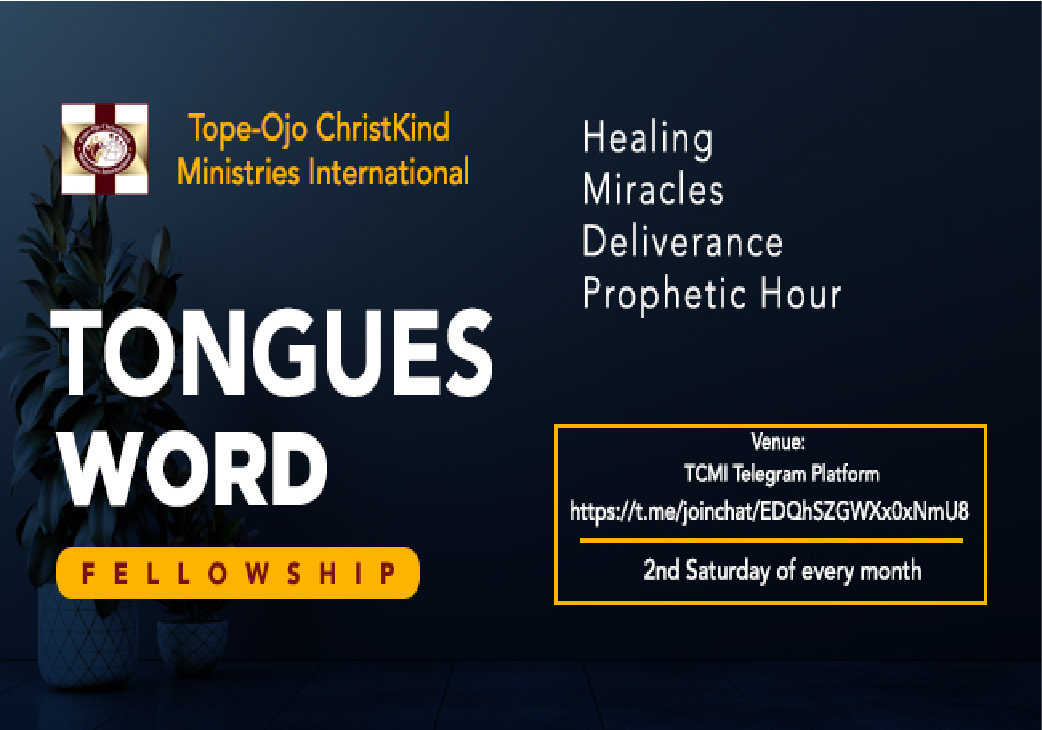 Tope-Ojo ChristKind
Ministries International
TONGUES
WORD
FELLOWSHIP
Healing
Miracles
Deliverance
Prophetic Hour
Venue:
TCMI Telegram Platform
https://t.me/joinchat/EDQhSZGWXx0xNmU8
2nd Saturday of every month